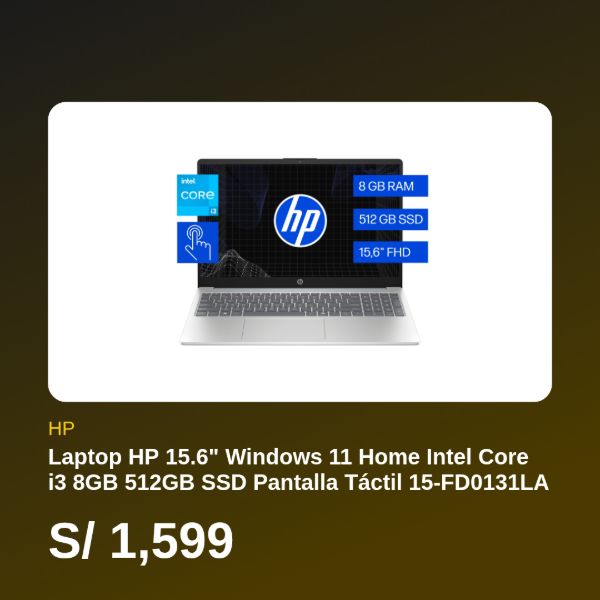 intel
CORE
i3
hp
8 GB RAM
512 GB SSD
15,6" FHD
HP
Laptop HP 15.6" Windows 11 Home Intel Core
i3 8GB 512GB SSD Pantalla Táctil 15-FD0131LA
S/ 1,599